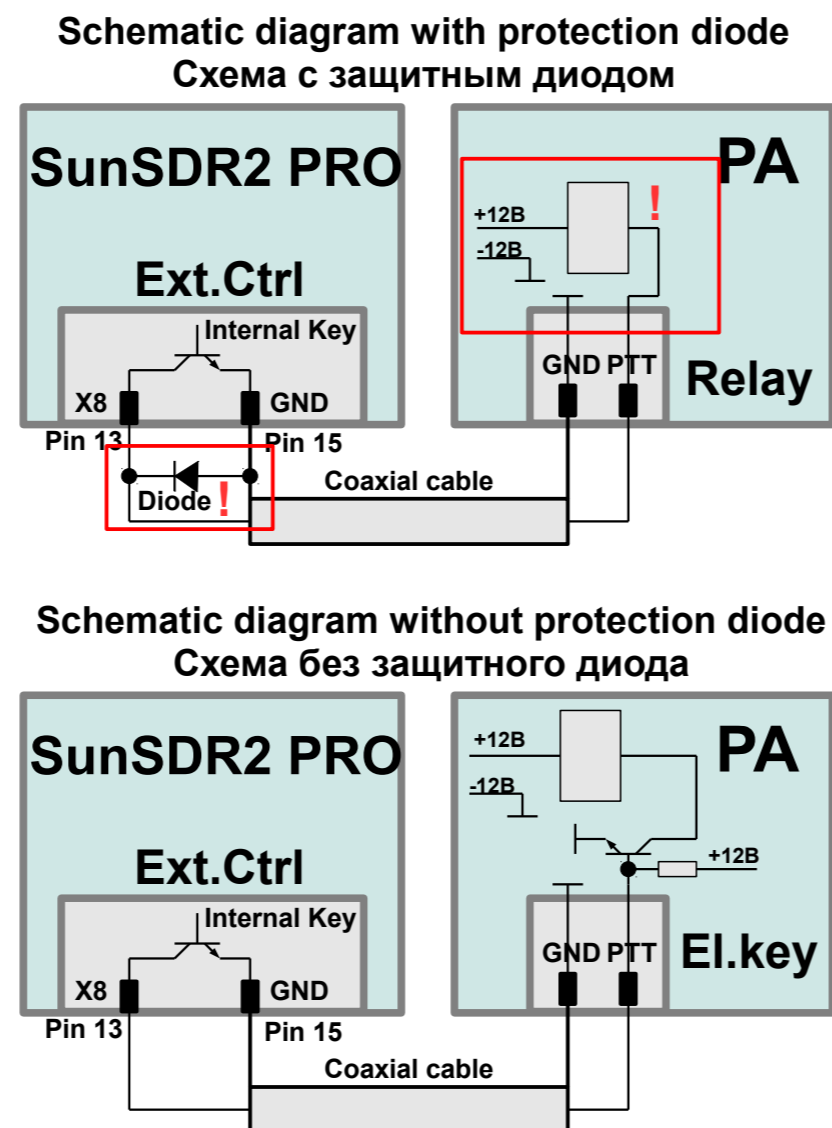 Schematic diagram with protection diode
Схема с защитным диодом
SunSDR2 PRO
PA
+12В
!
-12В
Ext.Ctrl
Internal Key
GND PTT
Relay
X8
GND
Pin 13
Pin 15
Coaxial cable
Diode !
Schematic diagram without protection diode
Схема без защитного диода
SunSDR2 PRO
PA
+12В
-12В
+12В
Ext.Ctrl
Internal Key
GND PTT
El.key
X8
GND
Pin 13
Pin 15
Coaxial cable